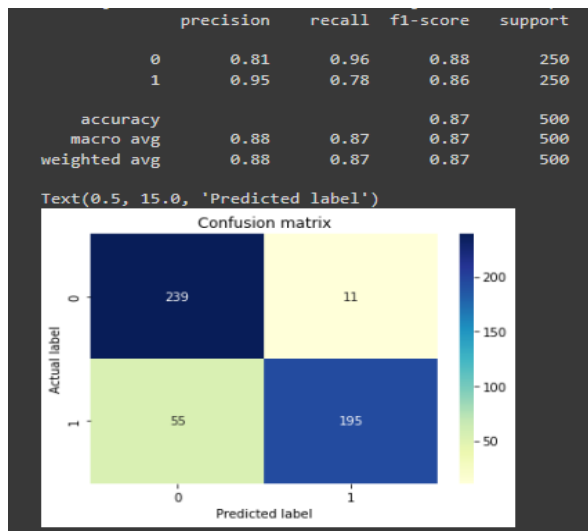 precision recall f1-score support
0 0.81 0.96 0.88 250
1 0.95 0.78 0.86 250
accuracy 0.87 500
macro avg 0.88 0.87 0.87 500
weighted avg 0.88 0.87 0.87 500
Text(0.5, 15.0, 'Predicted label')
Confusion matrix
0 239 11
1 55 195
Actual label
0 1
Predicted label
200
150
100
50